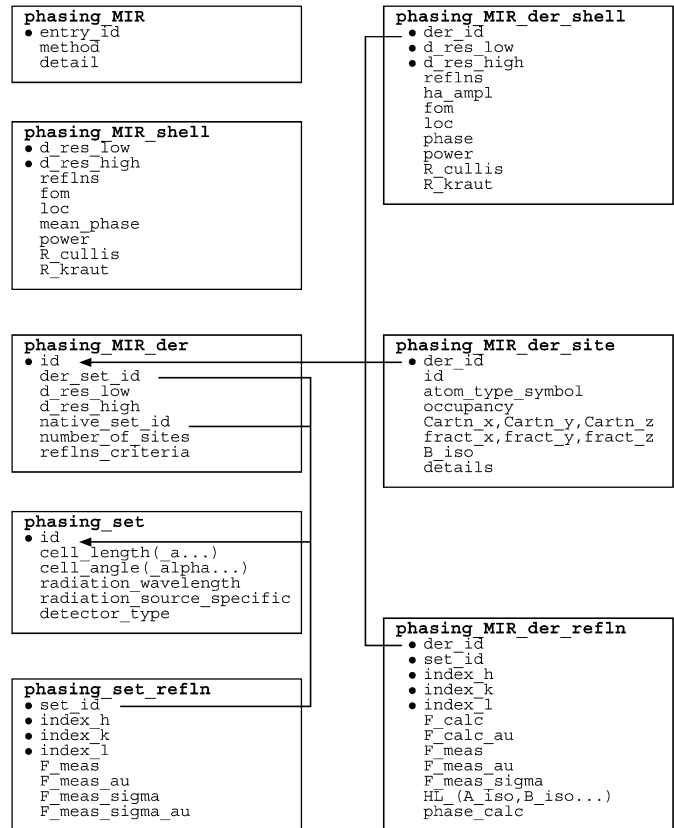 phasing_MIR
• entry_id
method
detail
phasing_MIR_shell
• d_res_low
• d_res_high
reflns
fom
loc
mean_phase
power
R_cullis
R_kraut
phasing_MIR_der
• id
der_set_id
d_res_low
d_res_high
native_set_id
number_of_sites
reflns_criteria
phasing_set
• id
cell_length(_a...)
cell_angle(_alpha...)
radiation_wavelength
radiation_source_specific
detector_type
phasing_set_refln
• set_id
• index_h
• index_k
• index_l
F_meas
F_meas_au
F_meas_sigma
F_meas_sigma_au
phasing_MIR_der_shell
• der_id
• d_res_low
• d_res_high
reflns
ha_ampl
fom
loc
phase
power
R_cullis
R_kraut
phasing_MIR_der_site
• der_id
id
atom_type_symbol
occupancy
Cartn_x,Cartn_y,Cartn_z
fract_x,fract_y,fract_z
B_iso
details
phasing_MIR_der_refln
• der_id
• set_id
• index_h
• index_k
• index_l
F_calc
F_calc_au
F_meas
F_meas_au
F_meas_sigma
HL_(A_iso,B_iso...)
phase_calc